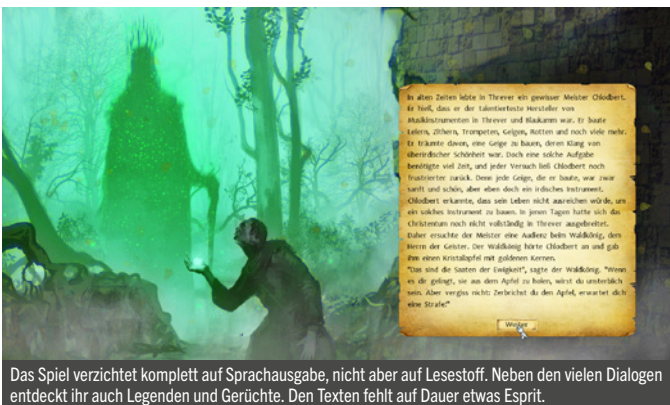 In alten Zeiten lebte in Threver ein gewisser Meister Chlodbert.
Er hieß, dass er der talentierteste Hersteller von
Musikinstrumenten in Threver und Blaukamm war. Er baute
Leiern, Zithern, Trompeten, Geigen, Rotten und noch viele mehr.
Er träumte davon, eine Geige zu bauen, deren Klang von
überirdischer Schönheit war. Doch eine solche Aufgabe
benötigte viel Zeit, und jeder Versuch ließ Chlodbert noch
frustrierter zurück. Denn jede Geige, die er baute, war zwar
sanft und schön, aber eben doch ein irdisches Instrument.
Chlodbert erkannte, dass sein Leben nicht ausreichen würde, um
ein solches Instrument zu bauen. In jenen Tagen hatte sich das
Christentum noch nicht vollständig in Threver ausgebreitet.
Daher ersuchte der Meister eine Audienz beim Waldkönig, dem
Herrn der Geister. Der Waldkönig hörte Chlodbert an und gab
ihm einen Kristallapfel mit goldenen Kernen.
"Das sind die Saaten der Ewigkeit", sagte der Waldkönig. "Wenn
es dir gelingt, sie aus dem Apfel zu holen, wirst du unsterblich
sein. Aber vergiss nicht: Zerbrichst du den Apfel, erwartet dich
eine Strafe!"
Weiter
Das Spiel verzichtet komplett auf Sprachausgabe, nicht aber auf Lesestoff. Neben den vielen Dialogen
entdeckt ihr auch Legenden und Gerüchte. Den Texten fehlt auf Dauer etwas Esprit.